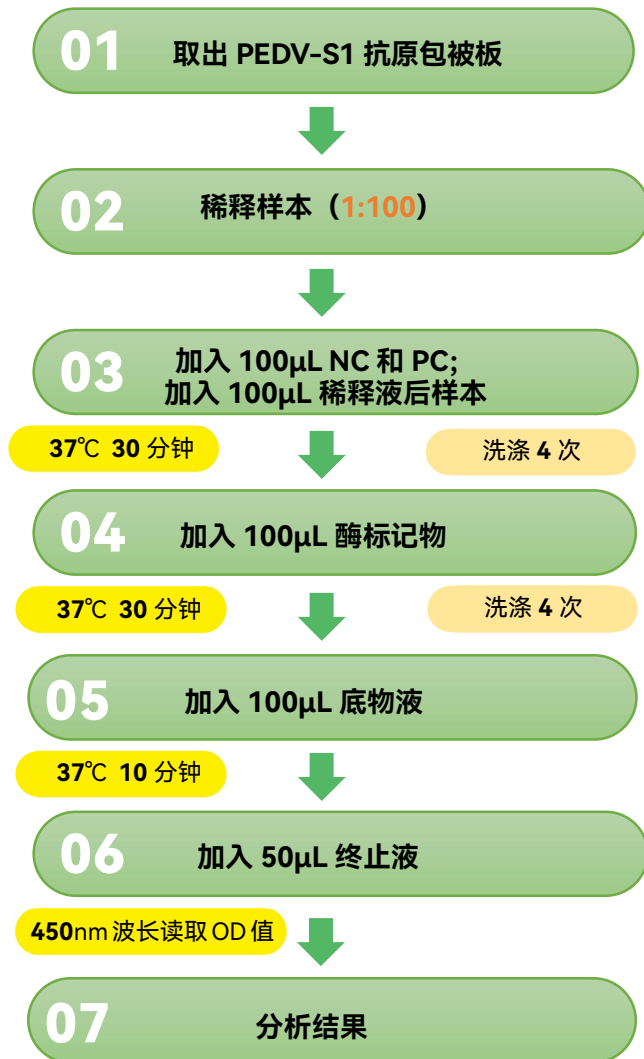 01 取出 PEDV-S1 抗原包被板
02 稀释样本（1:100）
03 加入 100μL NC 和 PC;
加入 100μL 稀释液后样本
37℃ 30 分钟
洗涤 4 次
04 加入 100μL 酶标记物
37℃ 30 分钟
洗涤 4 次
05 加入 100μL 底物液
37℃ 10 分钟
06 加入 50μL 终止液
450nm 波长读取 OD 值
07 分析结果